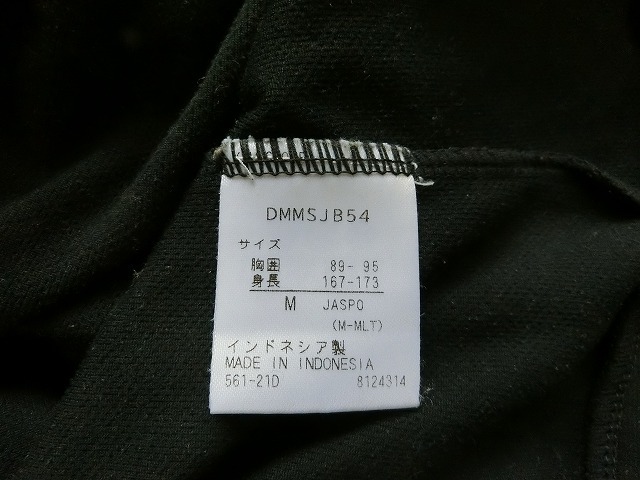 DMMSJB54
サイズ
胸囲 89- 95
身長 167-173
M JASPO
(M-MLT)
インドネシア製
MADE IN INDONESIA
561-21D 8124314